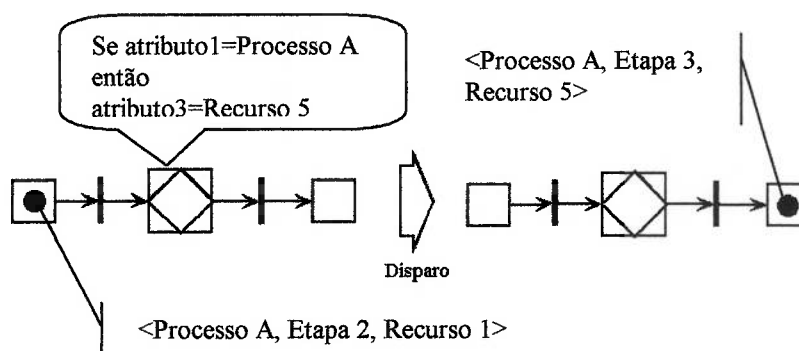 Se atributo1=Processo A
então
atributo3=Recurso 5
<Processo A, Etapa 3,
Recurso 5>
Disparo
<Processo A, Etapa 2, Recurso 1>